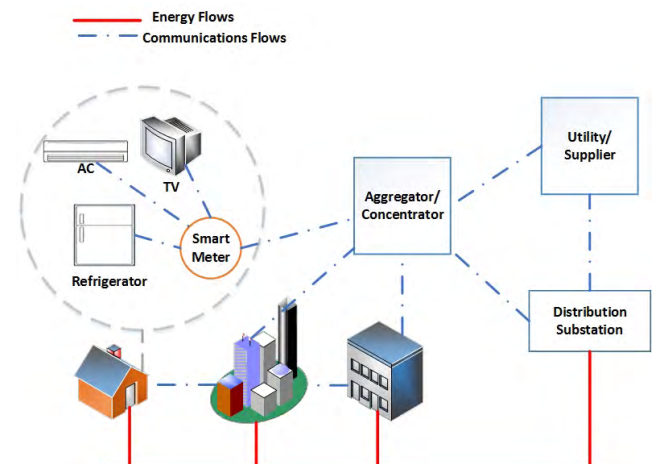 Energy Flows
Communications Flows
AC
TV
Refrigerator
Smart
Meter
Aggregator/
Concentrator
Utility/
Supplier
Distribution
Substation